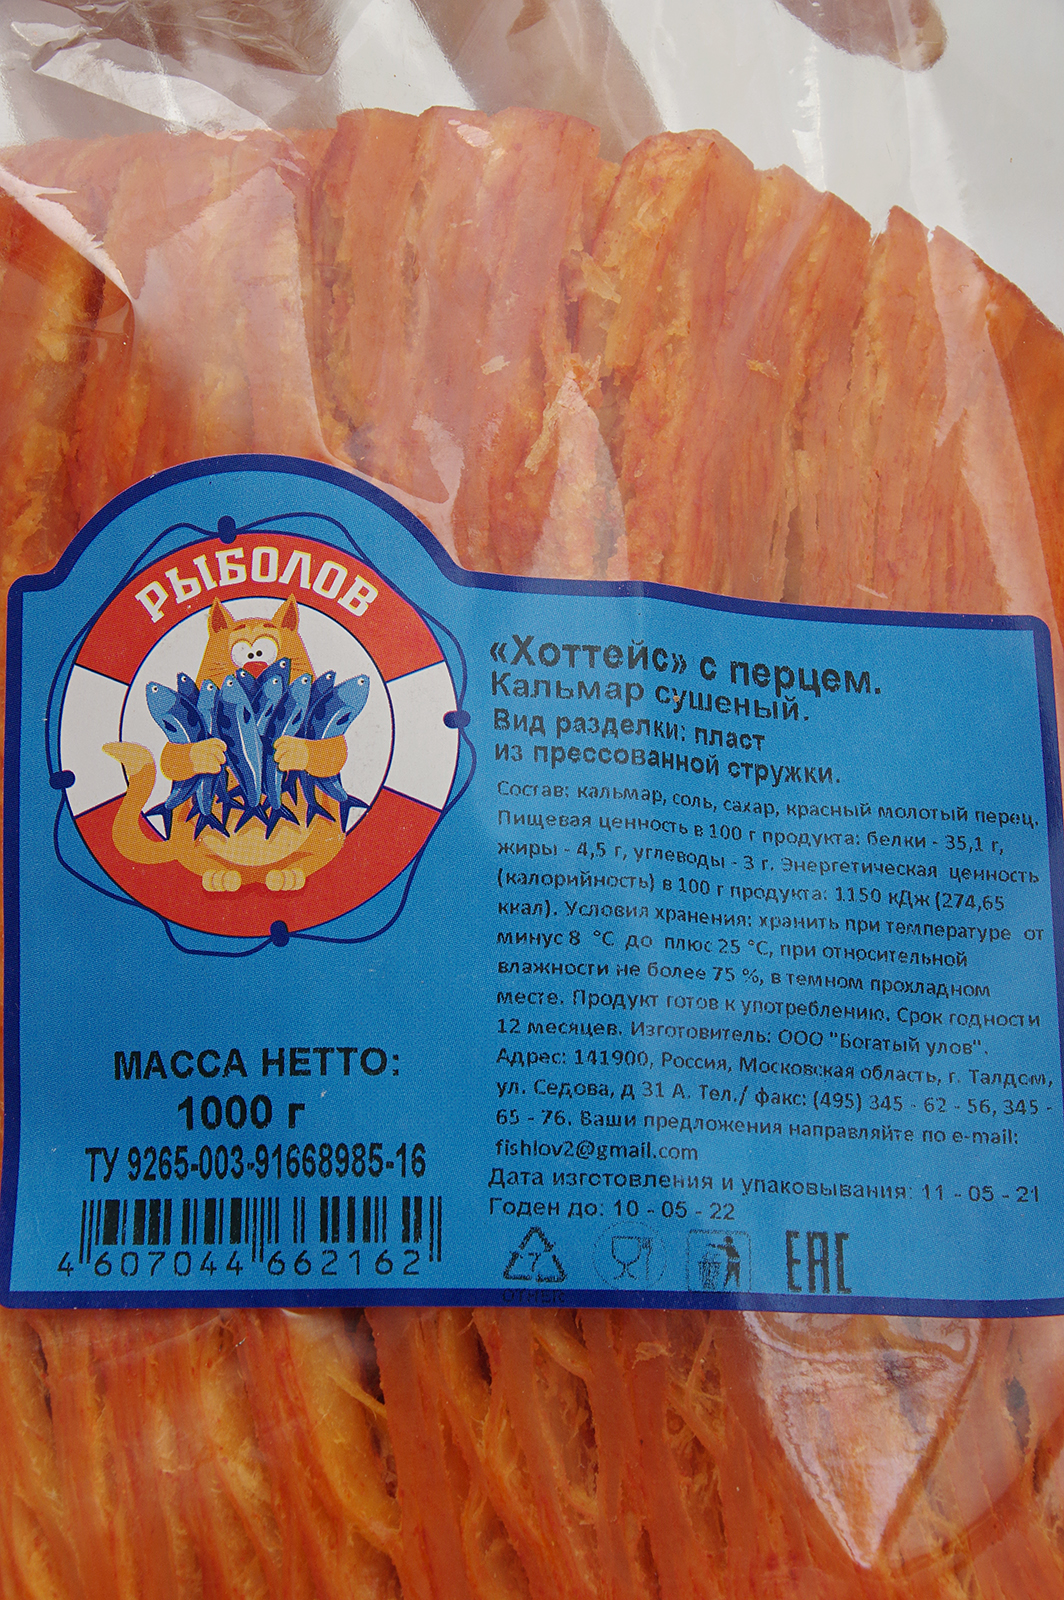 РЫБОЛОВ
«Хоттейс» с перцем.
Кальмар сушеный.
Вид разделки: пласт
из прессованной стружки.
Состав: кальмар, соль, сахар, красный молотый перец.
Пищевая ценность в 100 г продукта: белки - 35,1 г,
жиры - 4,5 г, углеводы - 3 г. Энергетическая ценность
(калорийность) в 100 г продукта: 1150 кДж (274,65
ккал). Условия хранения: хранить при температуре от
минус 8 °С до плюс 25 °С, при относительной
влажности не более 75 %, в темном прохладном
месте. Продукт готов к употреблению. Срок годности
12 месяцев. Изготовитель: ООО "Богатый улов".
Адрес: 141900, Россия, Московская область, г. Талдом,
ул. Седова, д 31 А. Тел./ факс: (495) 345 - 62 - 56, 345 -
65 - 76. Ваши предложения направляйте по e-mail:
fishlov2@gmail.com
Дата изготовления и упаковывания: 11 - 05 - 21
Годен до: 10 - 05 - 22
МАССА НЕТТО:
1000 г
ТУ 9265-003-91668985-16
4 607044 662162
7
OTHER
EAC